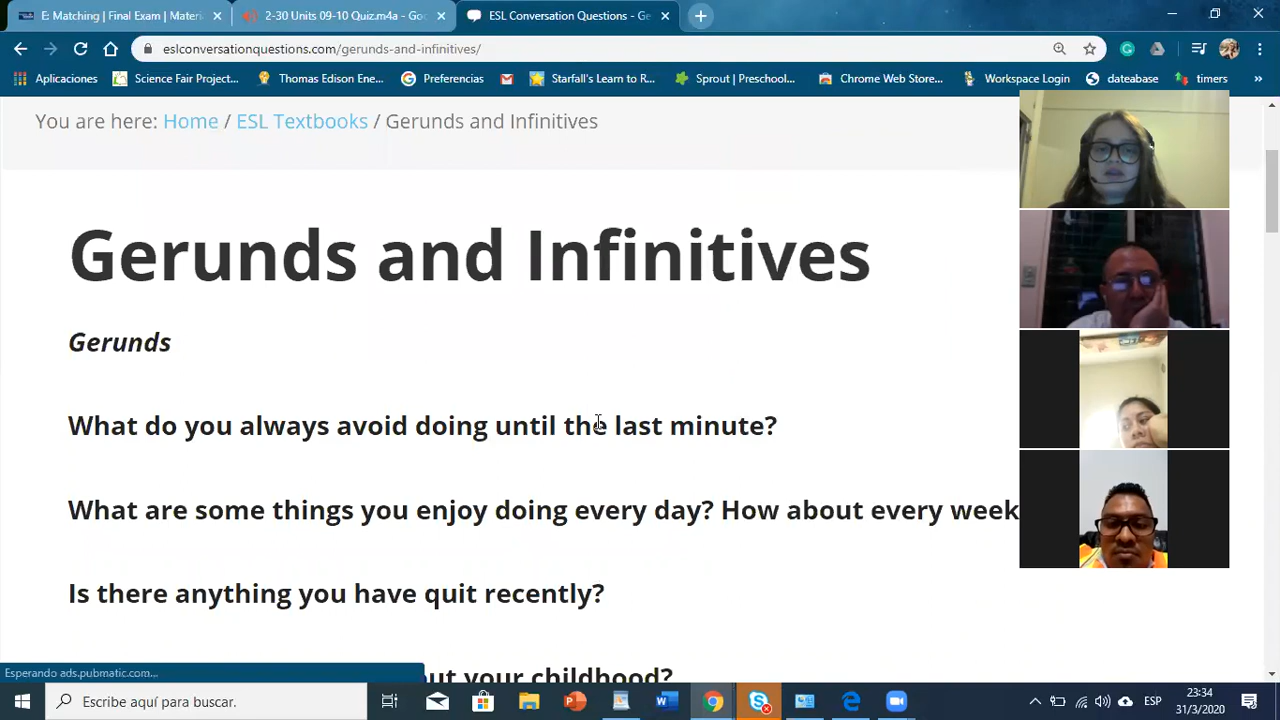 E: Matching | Final Exam | Materi
2-30 Units 09-10 Quiz.m4a - Goo
ESL Conversation Questions - Ge
eslconversationquestions.com/gerunds-and-infinitives/
Aplicaciones
Science Fair Project...
Thomas Edison Ene...
Preferencias
Starfall's Learn to R...
Sprout | Preschool...
Chrome Web Store...
Workspace Login
dateabase
timers
»
You are here: Home / ESL Textbooks / Gerunds and Infinitives
Gerunds and Infinitives
Gerunds
What do you always avoid doing until the last minute?
What are some things you enjoy doing every day? How about every week
Is there anything you have quit recently?
your childhood?
Esperando ads.pubmatic.com...
Escribe aquí para buscar.
ESP
23:34
31/3/2020